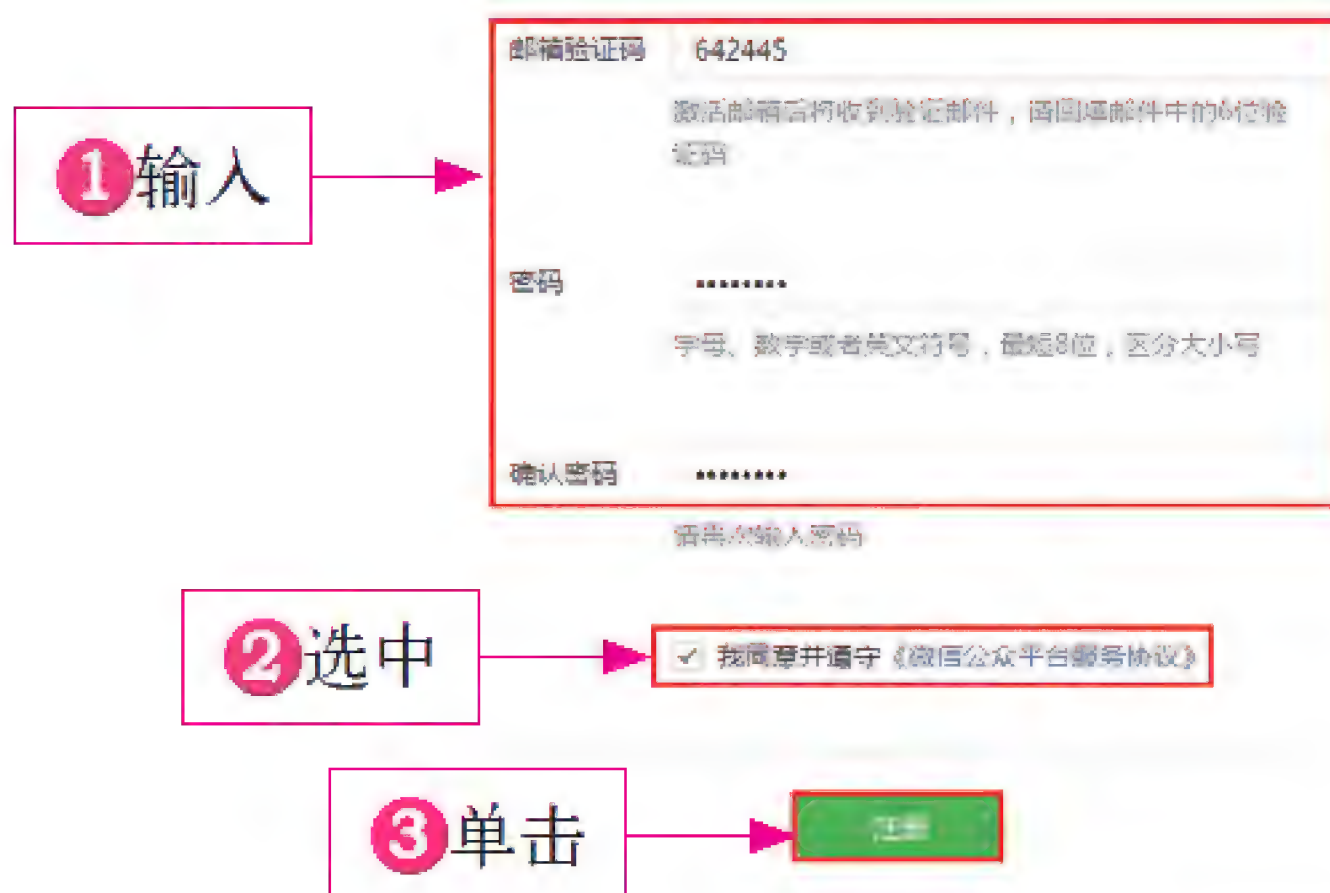 邮箱验证码 642445
激活邮箱后将收到验证邮件，请回填邮件中的6位验
证码
❶输入
密码 ••••••••
字母、数字或者英文符号，最短8位，区分大小写
确认密码 ••••••••
请再次输入密码
❷选中
我同意并遵守《微信公众平台服务协议》
❸单击
注册